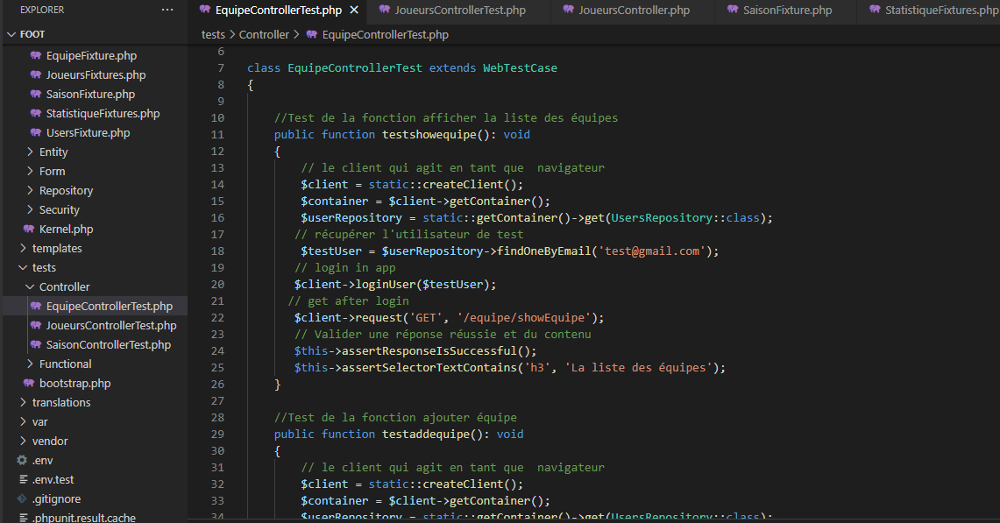 EXPLORER
FOOT
EquipeFixture.php
JoueursFixtures.php
SaisonFixture.php
StatistiqueFixtures.php
UsersFixture.php
Entity
Form
Repository
Security
Kernel.php
templates
tests
Controller
EquipeControllerTest.php
JoueursControllerTest.php
SaisonControllerTest.php
Functional
bootstrap.php
translations
var
vendor
.env
.env.test
.gitignore
.phpunit.result.cache
EquipeControllerTest.php JoueursControllerTest.php JoueursController.php SaisonFixture.php StatistiqueFixtures.php
tests > Controller > EquipeControllerTest.php
6
7 class EquipeControllerTest extends WebTestCase
8 {
9
10 //Test de la fonction afficher la liste des équipes
11 public function testshowequipe(): void
12 {
13 // le client qui agit en tant que  navigateur
14 $client = static::createClient();
15 $container = $client->getContainer();
16 $userRepository = static::getContainer()->get(UsersRepository::class);
17 // récupérer l'utilisateur de test
18 $testUser = $userRepository->findOneByEmail('test@gmail.com');
19 // login in app
20 $client->loginUser($testUser);
21 // get after login
22 $client->request('GET', '/equipe/showEquipe');
23 // Valider une réponse réussie et du contenu
24 $this->assertResponseIsSuccessful();
25 $this->assertSelectorTextContains('h3', 'La liste des équipes');
26 }
27
28 //Test de la fonction ajouter équipe
29 public function testaddequipe(): void
30 {
31 // le client qui agit en tant que  navigateur
32 $client = static::createClient();
33 $container = $client->getContainer();
34 $userRepository = static::getContainer()->get(UsersRepository::class);